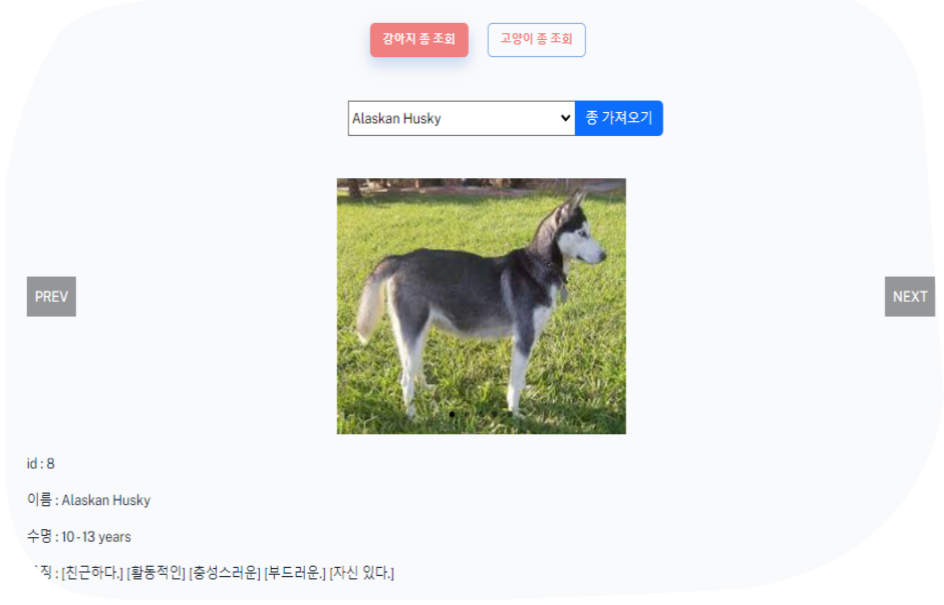 강아지 종 조회 고양이 종 조회
Alaskan Husky 종 가져오기
PREV NEXT
id : 8
이름 : Alaskan Husky
수명 : 10 - 13 years
: [친근하다.] [활동적인] [충성스러운] [부드러운.] [자신 있다.]